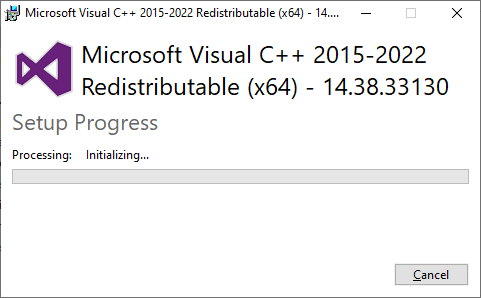 Microsoft Visual C++ 2015-2022 Redistributable (x64) - 14....
Microsoft Visual C++ 2015-2022
Redistributable (x64) - 14.38.33130
Setup Progress
Processing: Initializing...
Cancel